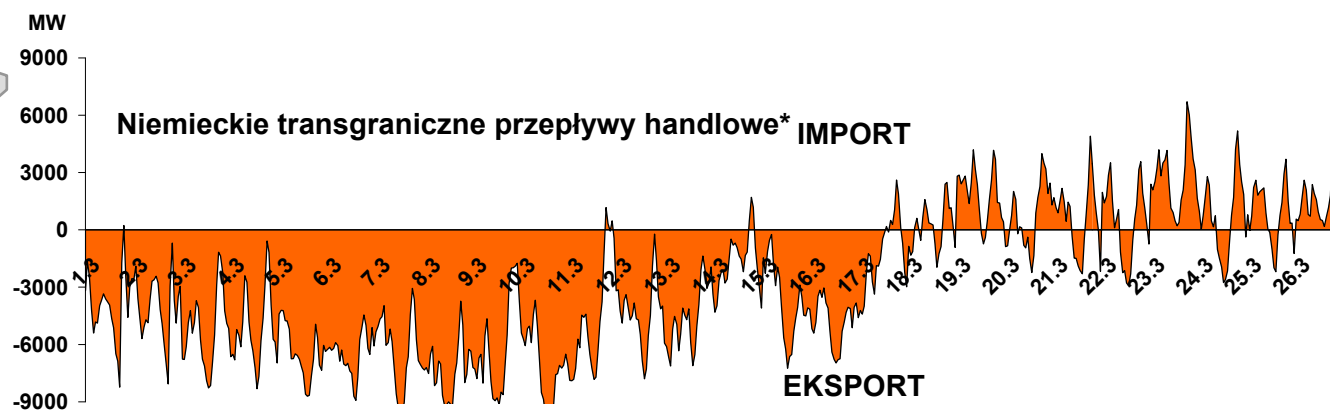 MW
9000
6000
3000
0
-3000
-6000
-9000
Niemieckie transgraniczne przepływy handlowe*
IMPORT
1.3 2.3 3.3 4.3 5.3 6.3 7.3 8.3 9.3 10.3 11.3 12.3 13.3 14.3 15.3 16.3 17.3 18.3 19.3 20.3 21.3 22.3 23.3 24.3 25.3 26.3
EKSPORT